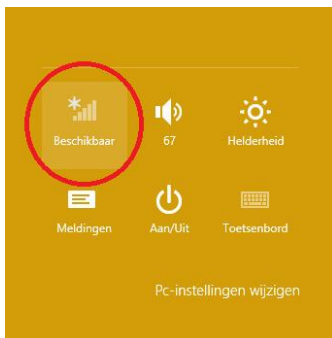 Beschikbaar 67 Helderheid
Meldingen Aan/Uit Toetsenbord
Pc-instellingen wijzigen